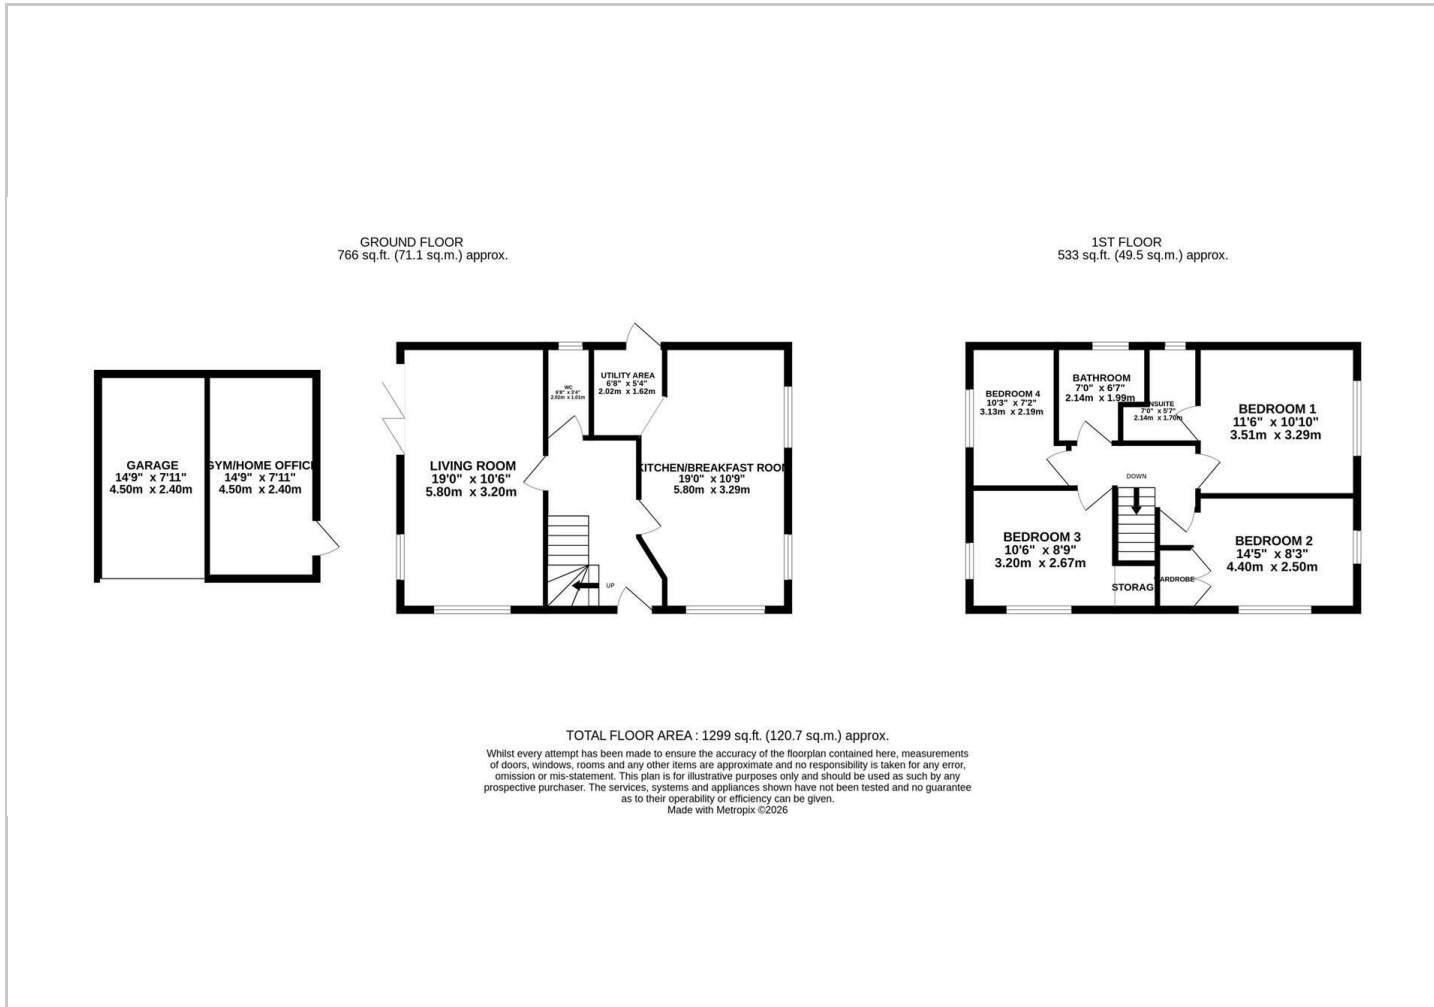 GROUND FLOOR
766 sq.ft. (71.1 sq.m.) approx.
1ST FLOOR
533 sq.ft. (49.5 sq.m.) approx.
GARAGE
14'9" x 7'11"
4.50m x 2.40m
GYM/HOME OFFICE
14'9" x 7'11"
4.50m x 2.40m
LIVING ROOM
19'0" x 10'6"
5.80m x 3.20m
WC
6'8" x 3'4"
2.02m x 1.01m
UTILITY AREA
6'8" x 5'4"
2.02m x 1.62m
KITCHEN/BREAKFAST ROOM
19'0" x 10'9"
5.80m x 3.29m
UP
BEDROOM 4
10'3" x 7'2"
3.13m x 2.19m
BATHROOM
7'0" x 6'7"
2.14m x 1.99m
ENSUITE
7'0" x 5'7"
2.14m x 1.70m
BEDROOM 1
11'6" x 10'10"
3.51m x 3.29m
DOWN
BEDROOM 3
10'6" x 8'9"
3.20m x 2.67m
STORAG
WARDROBE
BEDROOM 2
14'5" x 8'3"
4.40m x 2.50m
TOTAL FLOOR AREA : 1299 sq.ft. (120.7 sq.m.) approx.
Whilst every attempt has been made to ensure the accuracy of the floorplan contained here, measurements
of doors, windows, rooms and any other items are approximate and no responsibility is taken for any error,
omission or mis-statement. This plan is for illustrative purposes only and should be used as such by any
prospective purchaser. The services, systems and appliances shown have not been tested and no guarantee
as to their operability or efficiency can be given.
Made with Metropix ©2026